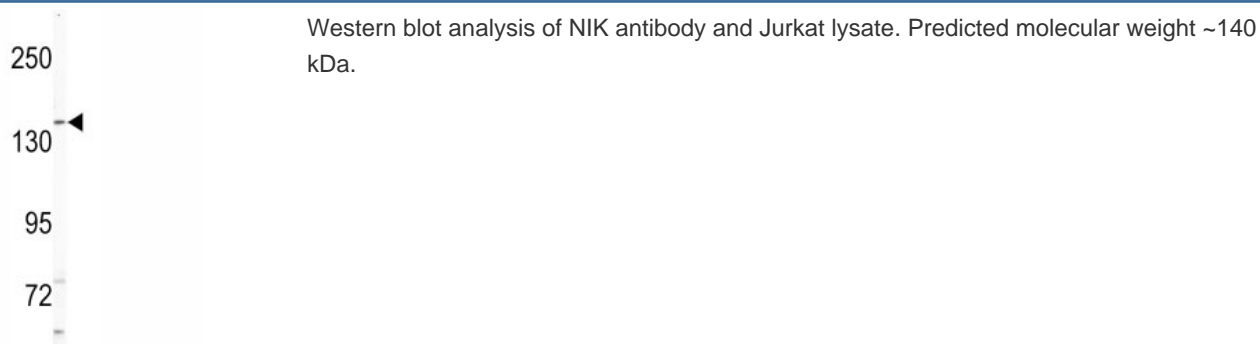 Western blot analysis of NIK antibody and Jurkat lysate. Predicted molecular weight ~140
kDa.
250
130
95
72